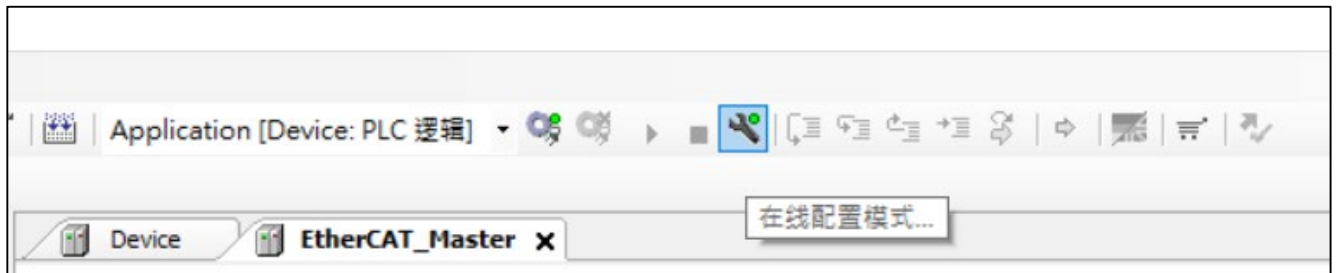 Application [Device: PLC 逻辑]
在线配置模式...
Device
EtherCAT_Master